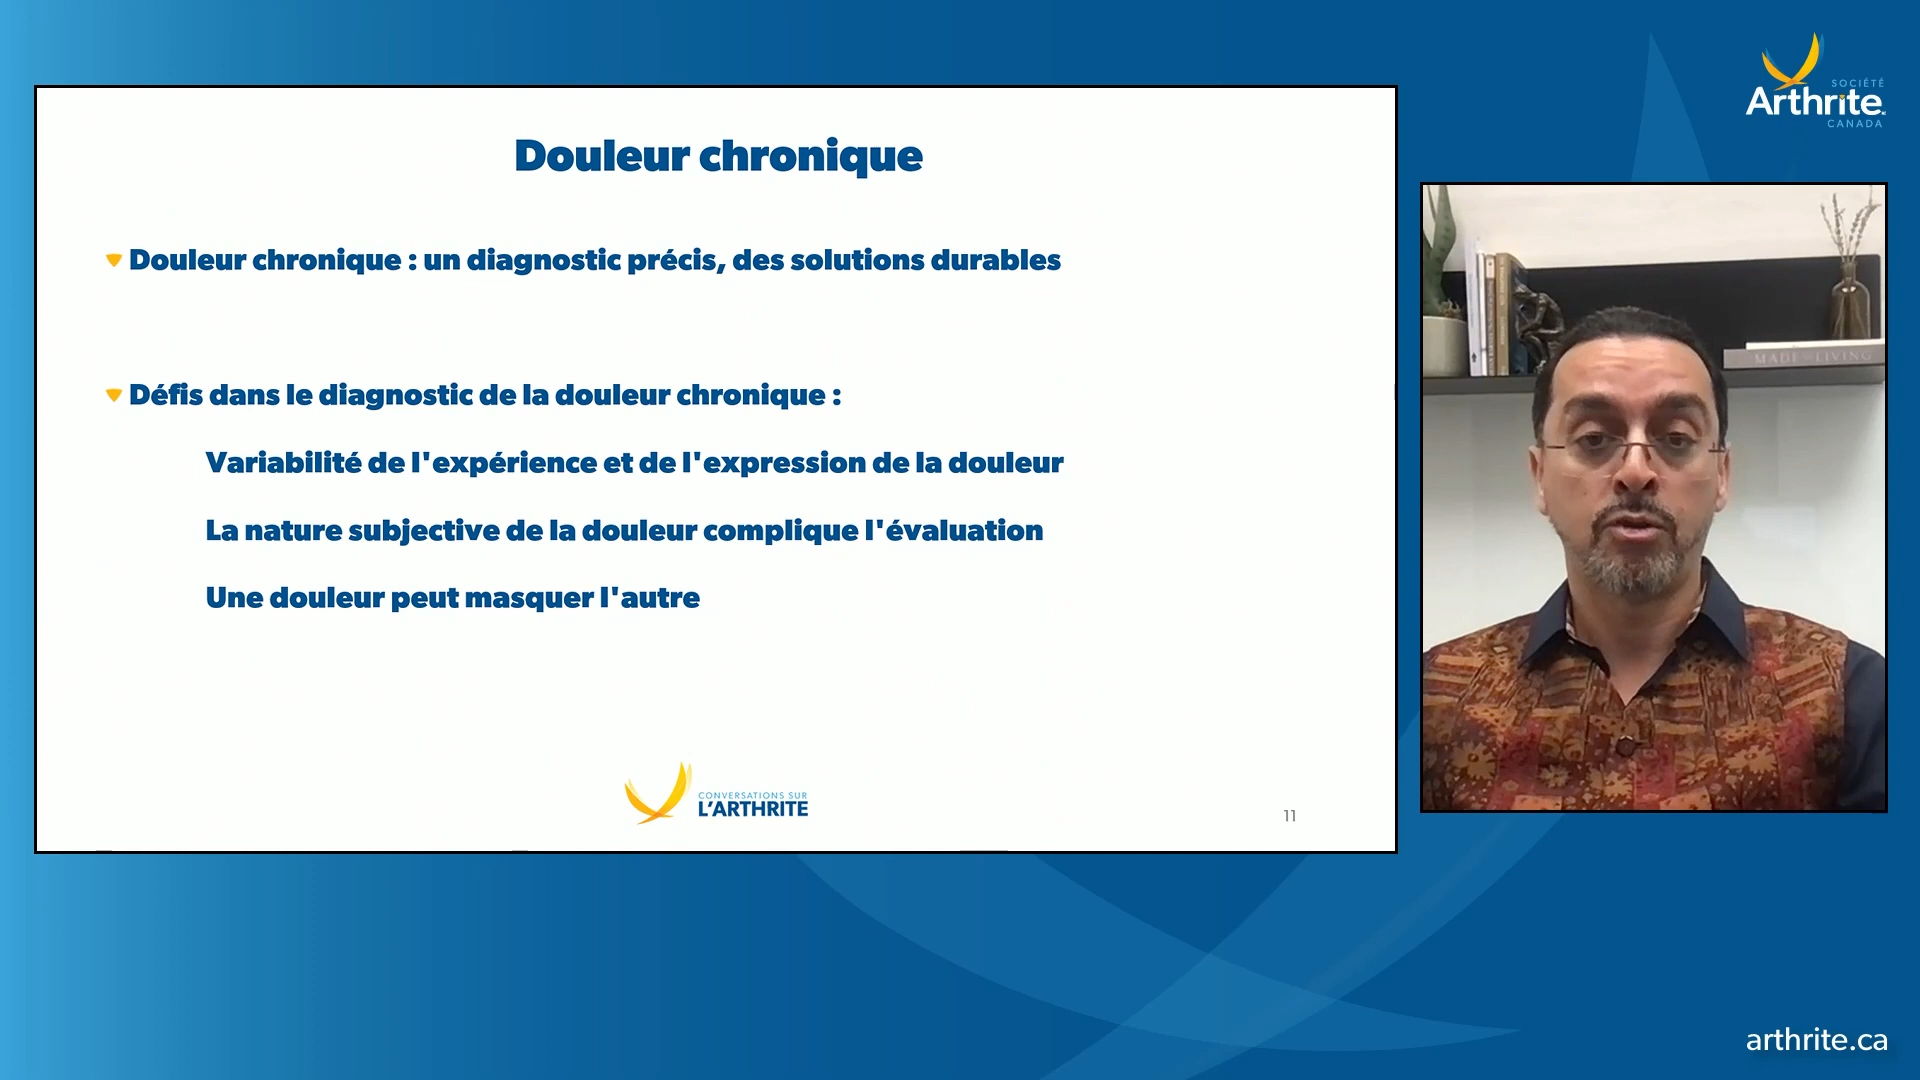 Douleur chronique
Douleur chronique : un diagnostic précis, des solutions durables
Défis dans le diagnostic de la douleur chronique :
Variabilité de l'expérience et de l'expression de la douleur
La nature subjective de la douleur complique l'évaluation
Une douleur peut masquer l'autre
CONVERSATIONS SUR
L'ARTHRITE
11
SOCIÉTÉ
Arthrite
CANADA
MADE LIVING
arthrite.ca